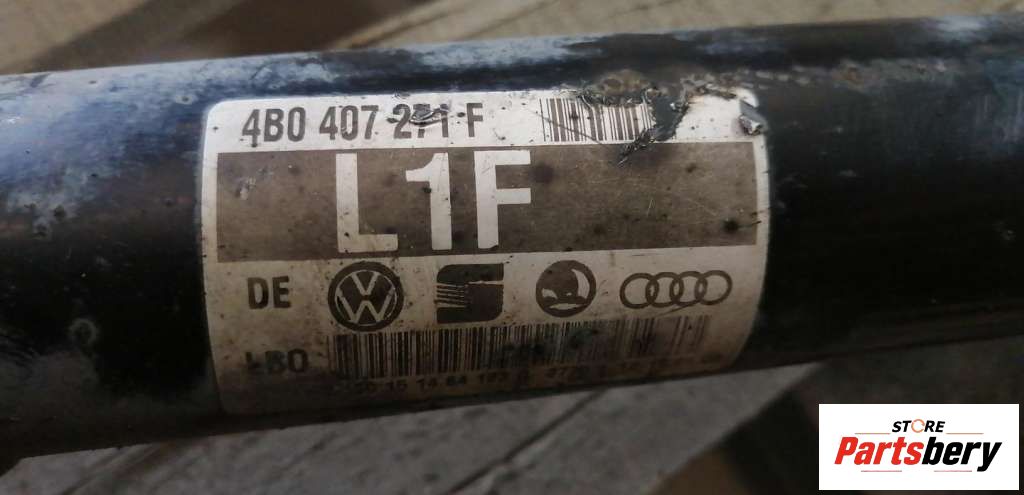 4B0 407 271 F
L1F
DE
LBO
STORE
Partsbery